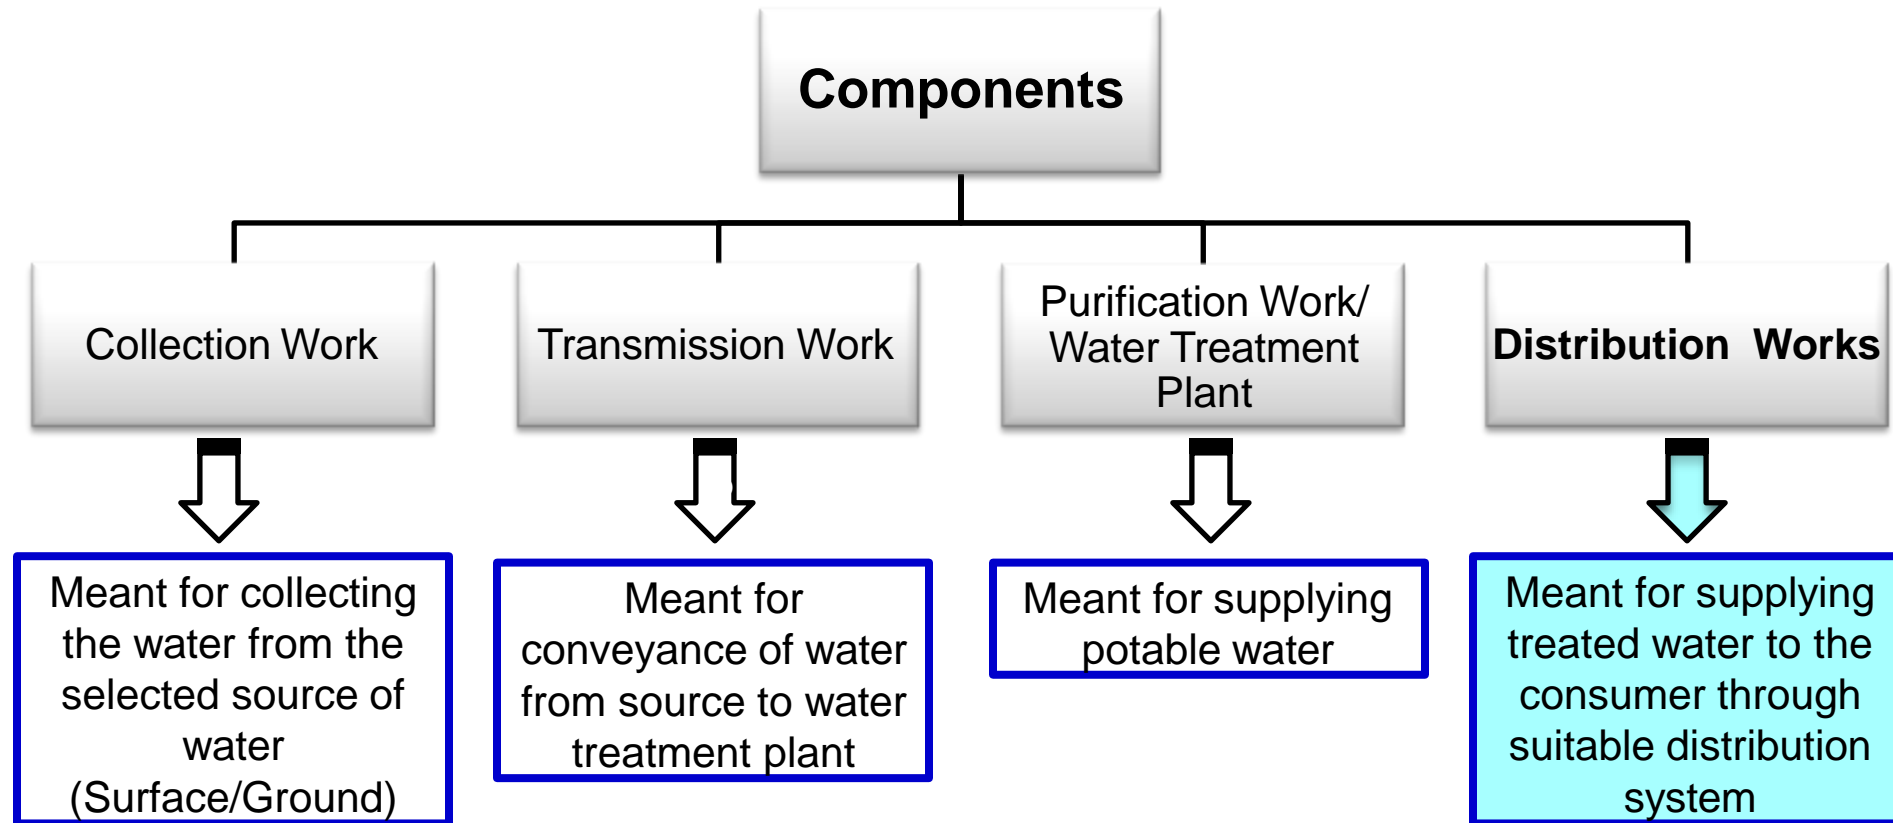 Components
Collection Work
Transmission Work
Purification Work/
Water Treatment
Plant
Distribution  Works
Meant for collecting
the water from the
selected source of
water
(Surface/Ground)
Meant for
conveyance of water
from source to water
treatment plant
Meant for supplying
potable water
Meant for supplying
treated water to the
consumer through
suitable distribution
system